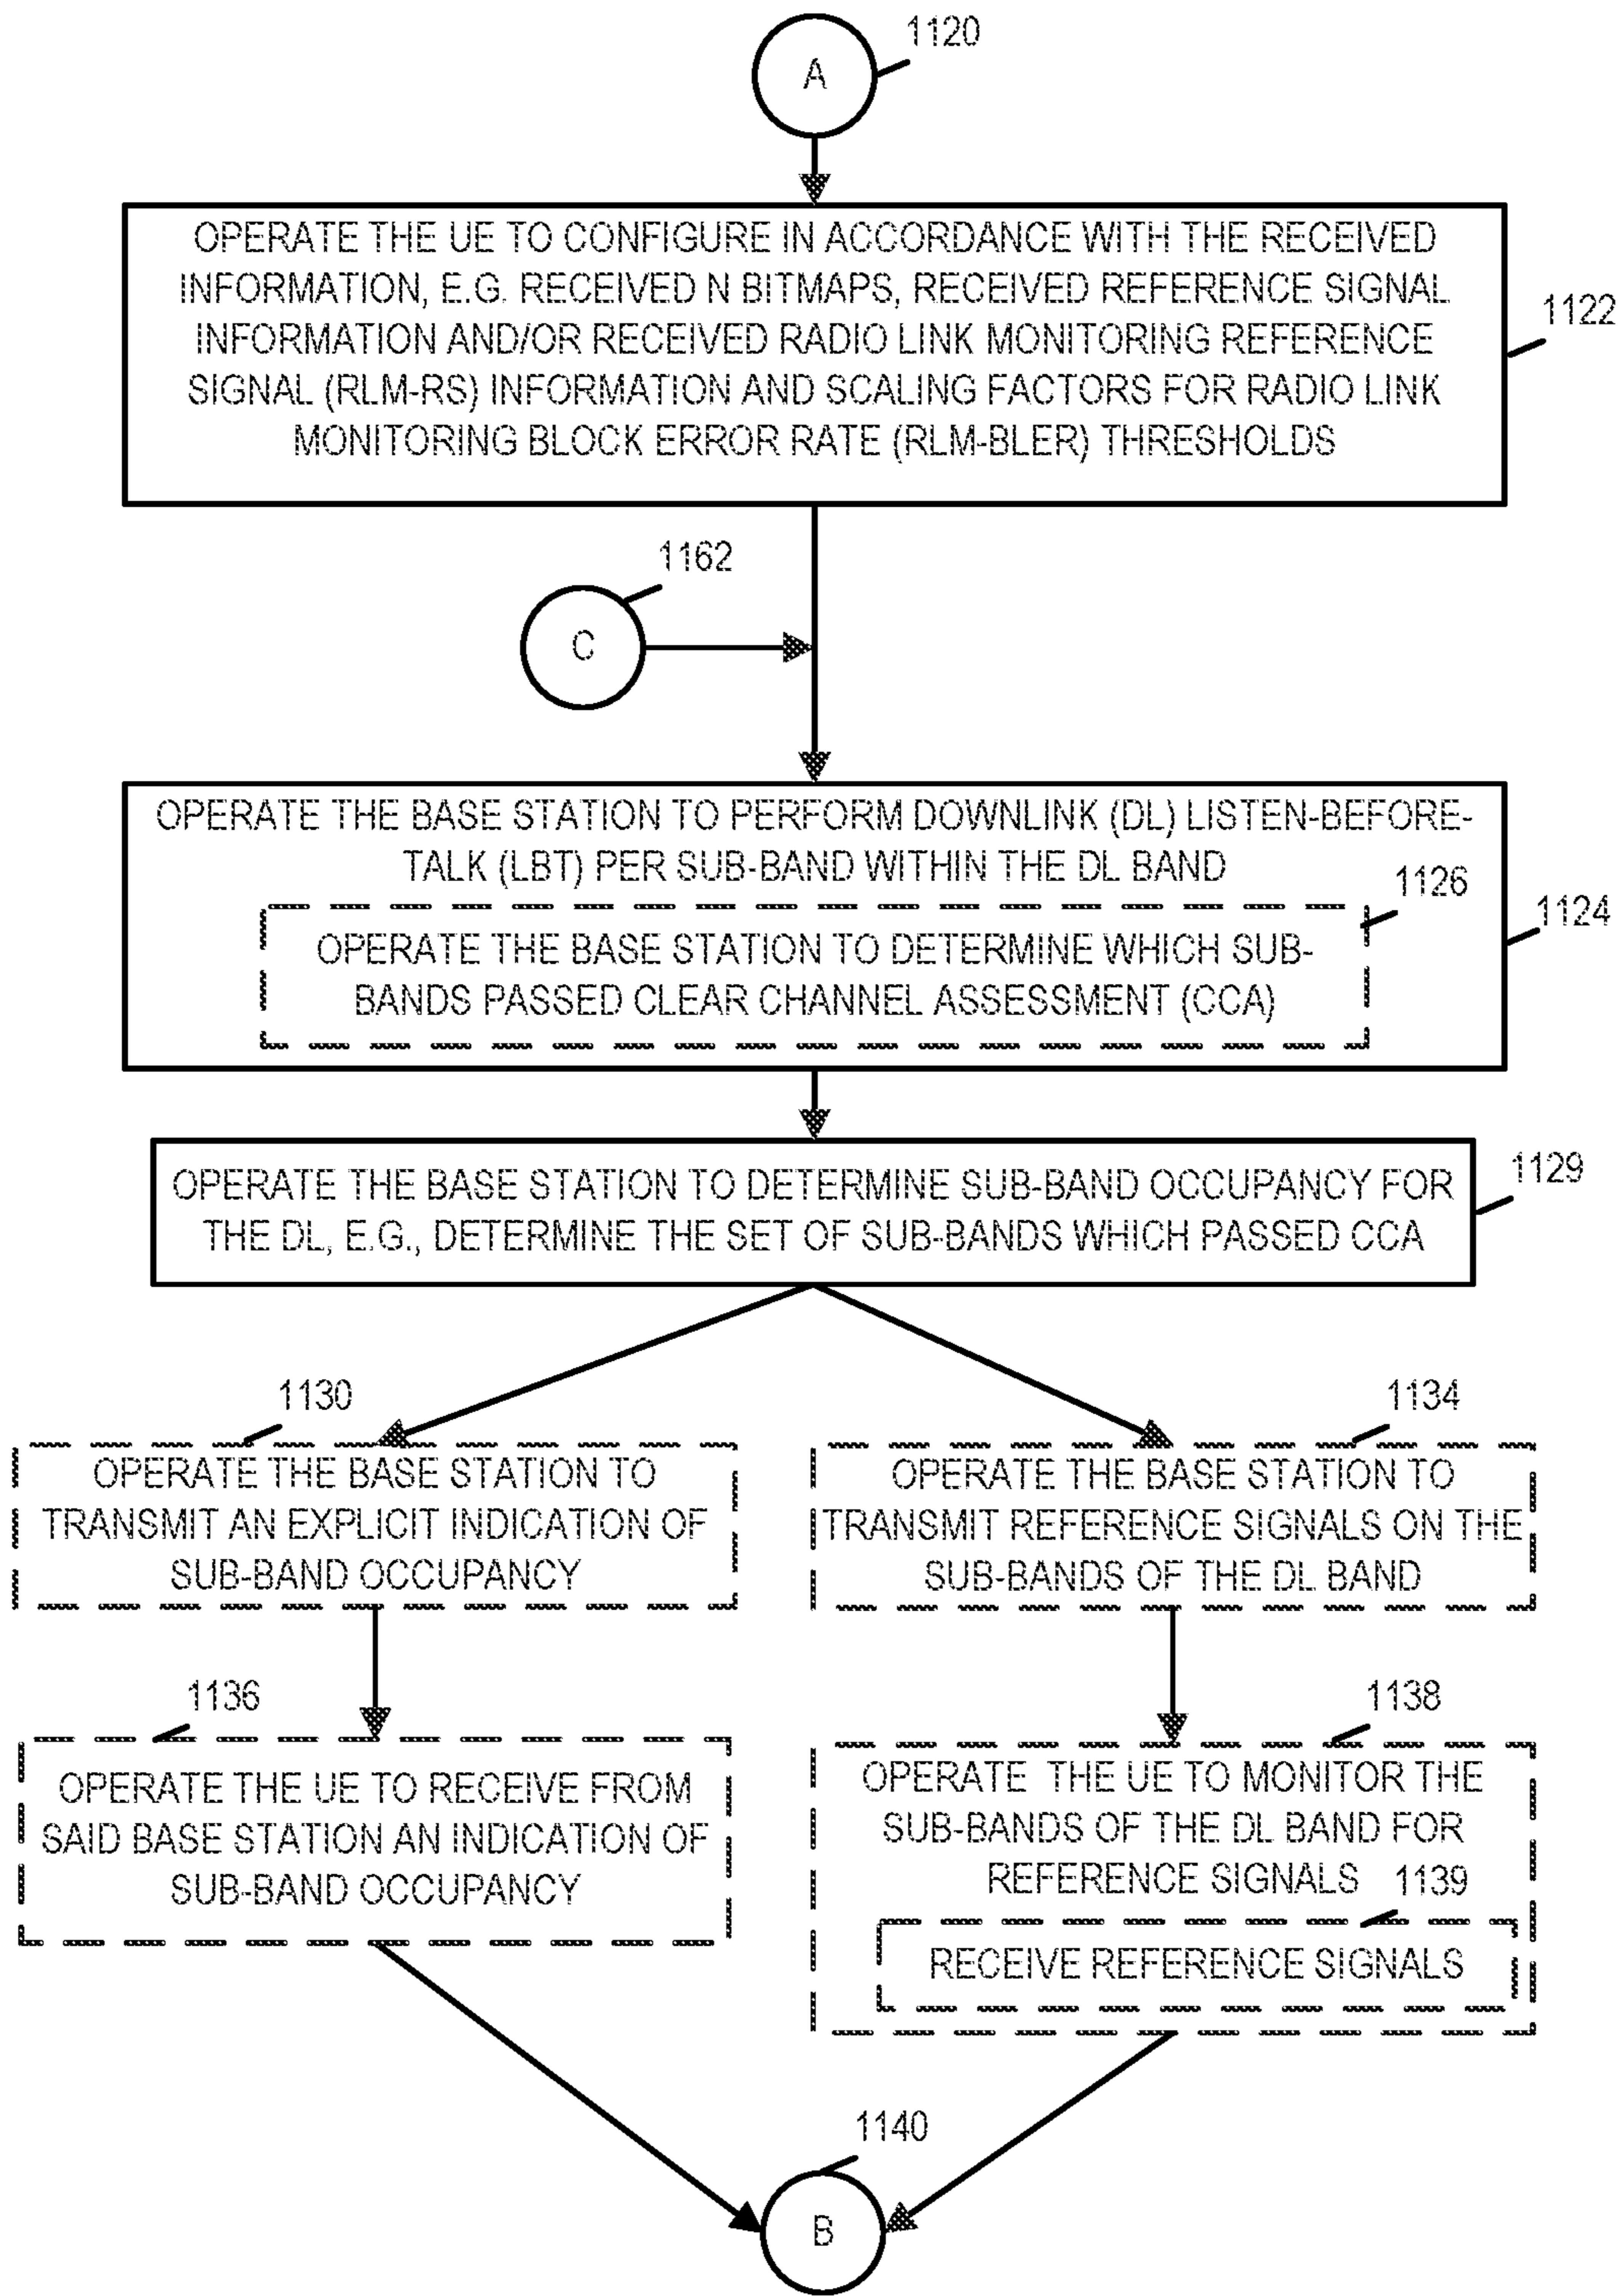 1120
A
OPERATE THE UE TO CONFIGURE IN ACCORDANCE WITH THE RECEIVED
INFORMATION, E.G. RECEIVED N BITMAPS, RECEIVED REFERENCE SIGNAL
INFORMATION AND/OR RECEIVED RADIO LINK MONITORING REFERENCE
SIGNAL (RLM-RS) INFORMATION AND SCALING FACTORS FOR RADIO LINK
MONITORING BLOCK ERROR RATE (RLM-BLER) THRESHOLDS
1122
1162
C
OPERATE THE BASE STATION TO PERFORM DOWNLINK (DL) LISTEN-BEFORE-
TALK (LBT) PER SUB-BAND WITHIN THE DL BAND
1126
1124
OPERATE THE BASE STATION TO DETERMINE WHICH SUB-
BANDS PASSED CLEAR CHANNEL ASSESSMENT (CCA)
1129
OPERATE THE BASE STATION TO DETERMINE SUB-BAND OCCUPANCY FOR
THE DL, E.G., DETERMINE THE SET OF SUB-BANDS WHICH PASSED CCA
1130
OPERATE THE BASE STATION TO
TRANSMIT AN EXPLICIT INDICATION OF
SUB-BAND OCCUPANCY
1134
OPERATE THE BASE STATION TO
TRANSMIT REFERENCE SIGNALS ON THE
SUB-BANDS OF THE DL BAND
1136
OPERATE THE UE TO RECEIVE FROM
SAID BASE STATION AN INDICATION OF
SUB-BAND OCCUPANCY
1138
OPERATE THE UE TO MONITOR THE
SUB-BANDS OF THE DL BAND FOR
REFERENCE SIGNALS
1139
RECEIVE REFERENCE SIGNALS
1140
B